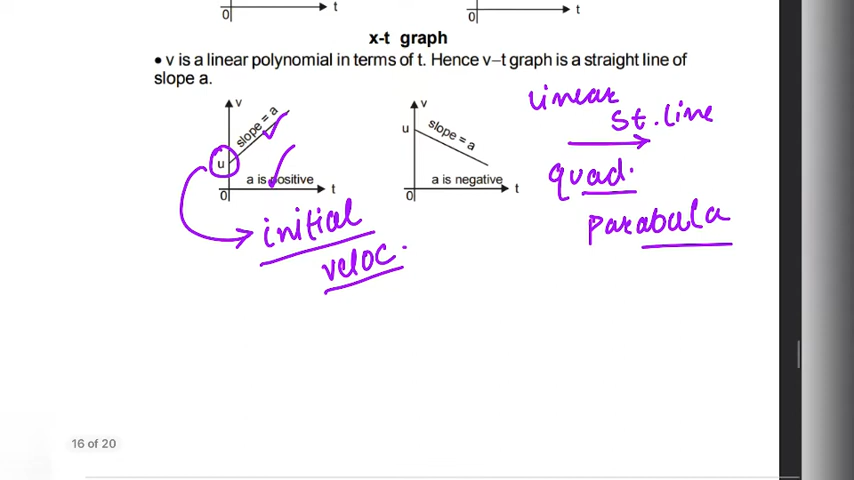 0 t 0 t
x-t graph
• v is a linear polynomial in terms of t. Hence v–t graph is a straight line of
slope a.
v
slope = a
u
a is positive
0 t
v
u
slope = a
a is negative
0 t
linear
st. line
quad.
parabula
initial
veloc.
16 of 20